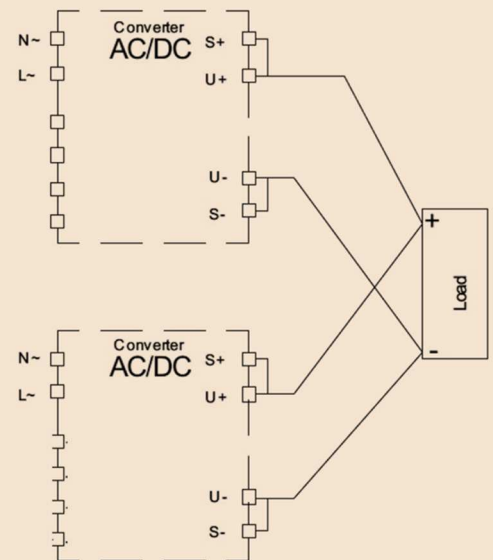 Converter
AC/DC
N~
L~
S+
U+
U-
S-
+
Load
-
Converter
AC/DC
N~
L~
S+
U+
U-
S-